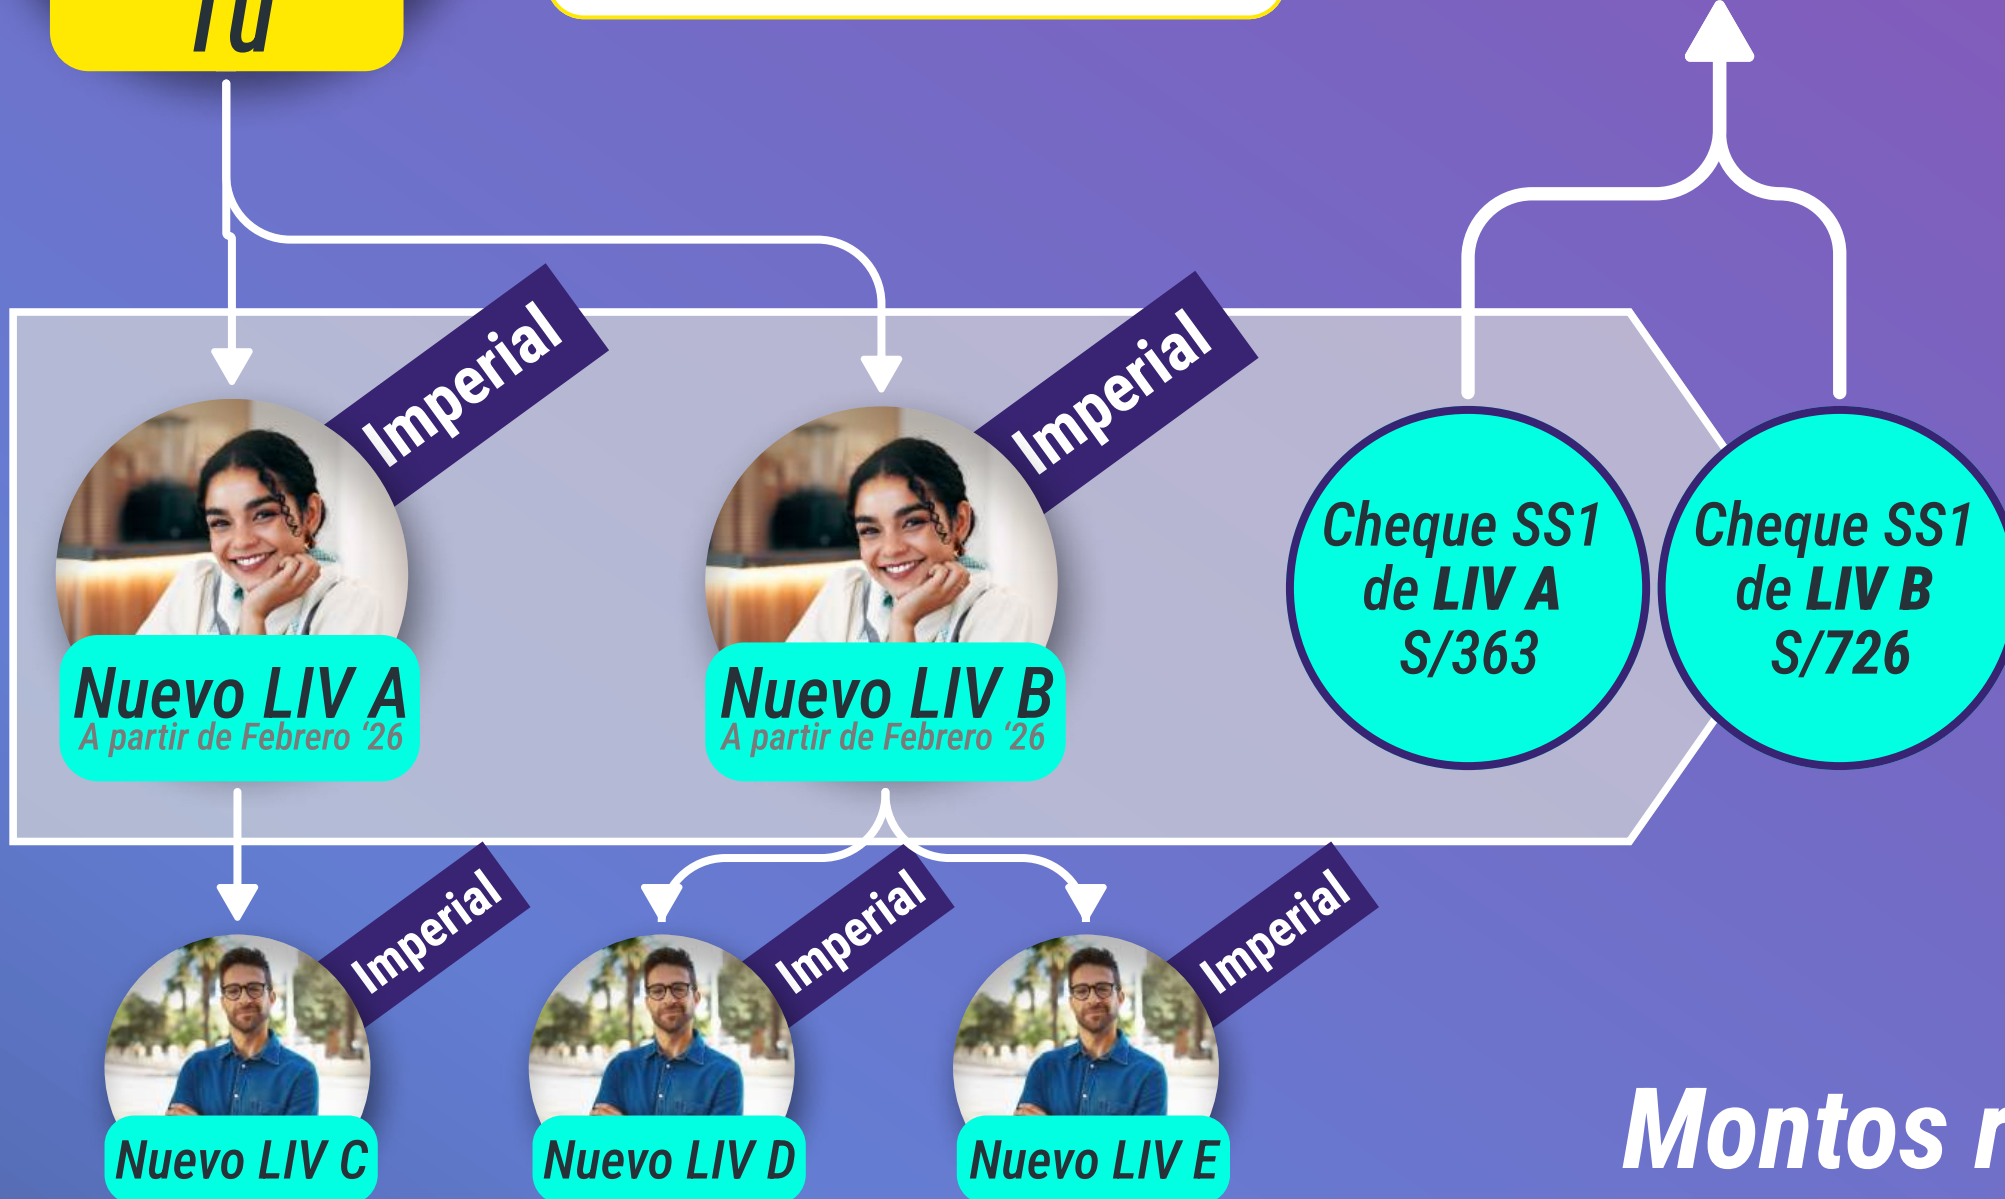 Tú
Imperial
Imperial
Cheque SS1
de LIV A
S/363
Cheque SS1
de LIV B
S/726
Nuevo LIV A
A partir de Febrero ‘26
Nuevo LIV B
A partir de Febrero ‘26
Imperial
Imperial
Imperial
Nuevo LIV C
Nuevo LIV D
Nuevo LIV E
Montos